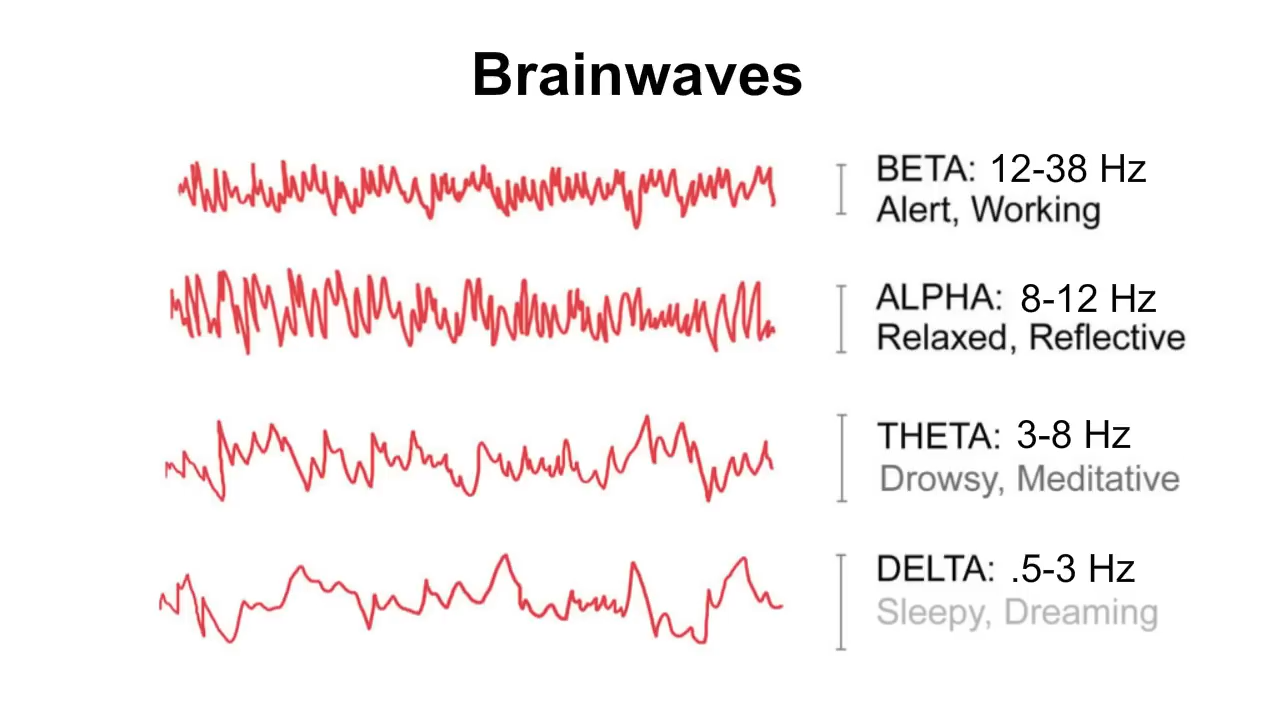 Brainwaves
BETA: 12-38 Hz
Alert, Working
ALPHA: 8-12 Hz
Relaxed, Reflective
THETA: 3-8 Hz
Drowsy, Meditative
DELTA: .5-3 Hz
Sleepy, Dreaming